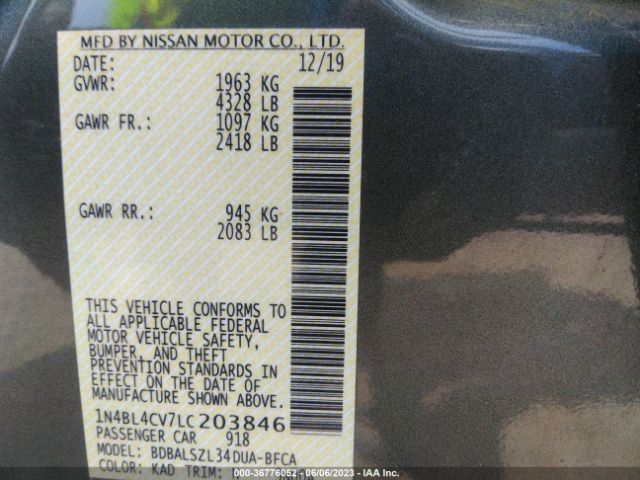 MFD BY NISSAN MOTOR CO., LTD.
DATE: 12/19
GVWR: 1963 KG
4328 LB
GAWR FR.: 1097 KG
2418 LB
GAWR RR.: 945 KG
2083 LB
THIS VEHICLE CONFORMS TO
ALL APPLICABLE FEDERAL
MOTOR VEHICLE SAFETY,
BUMPER, AND THEFT
PREVENTION STANDARDS IN
EFFECT ON THE DATE OF
MANUFACTURE SHOWN ABOVE.
1N4BL4CV7LC203846
PASSENGER CAR 918
MODEL: BDBALSZL34DUA-BFCA
COLOR: KAD TRIM:
© 36776052 - 06/06/2023 - IAA Inc.